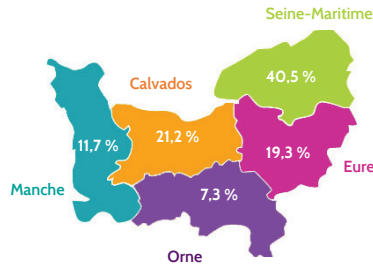 Seine-Maritime
40,5 %
Calvados
21,2 %
11,7 %
19,3 %
Eure
Manche
7,3 %
Orne